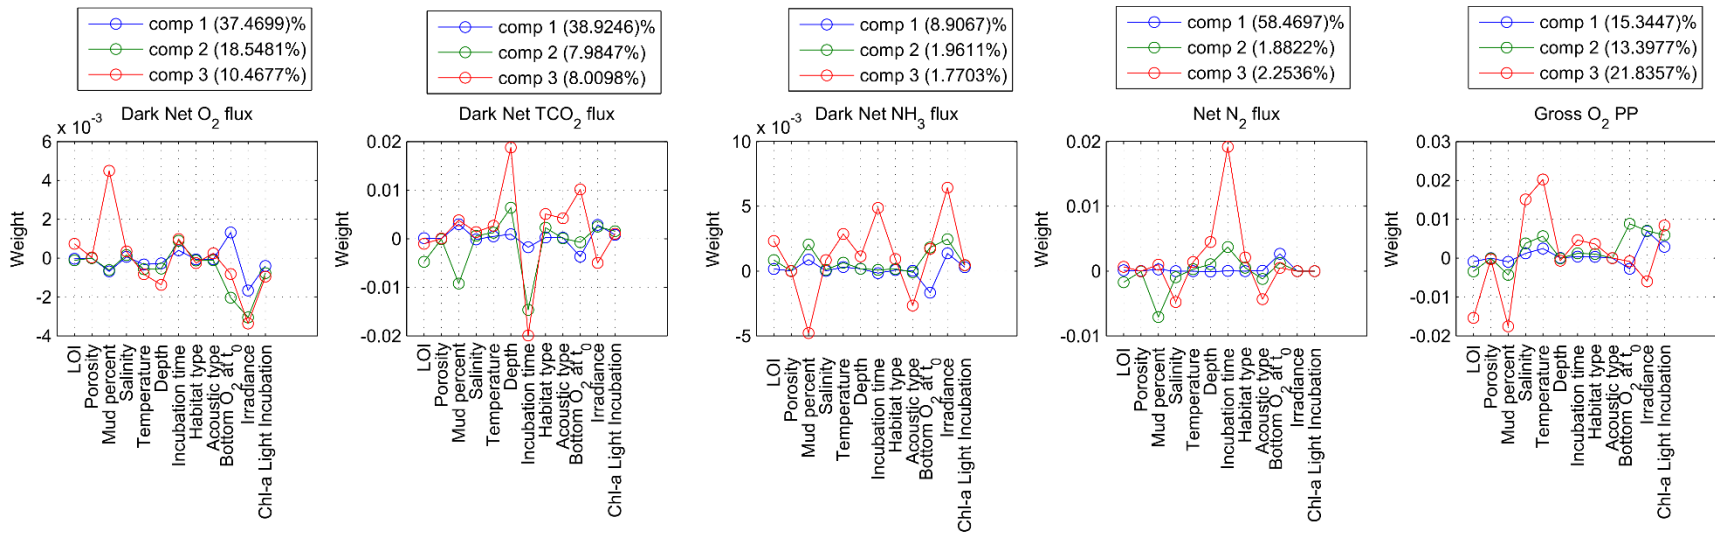 comp 1 (37.4699)%
comp 2 (18.5481%)
comp 3 (10.4677%)
Dark Net O2 flux
x 10-3
6
4
2
0
-2
-4
Weight
LOI
Porosity
Mud percent
Salinity
Temperature
Depth
Incubation time
Habitat type
Acoustic type
Bottom O2 at t0
Irradiance
Chl-a Light Incubation
comp 1 (38.9246)%
comp 2 (7.9847%)
comp 3 (8.0098%)
Dark Net TCO2 flux
0.02
0.01
0
-0.01
-0.02
Weight
LOI
Porosity
Mud percent
Salinity
Temperature
Depth
Incubation time
Habitat type
Acoustic type
Bottom O2 at t0
Irradiance
Chl-a Light Incubation
comp 1 (8.9067)%
comp 2 (1.9611%)
comp 3 (1.7703%)
Dark Net NH3 flux
x 10-3
10
5
0
-5
Weight
LOI
Porosity
Mud percent
Salinity
Temperature
Depth
Incubation time
Habitat type
Acoustic type
Bottom O2 at t0
Irradiance
Chl-a Light Incubation
comp 1 (58.4697)%
comp 2 (1.8822%)
comp 3 (2.2536%)
Net N2 flux
0.02
0.01
0
-0.01
Weight
LOI
Porosity
Mud percent
Salinity
Temperature
Depth
Incubation time
Habitat type
Acoustic type
Bottom O2 at t0
Irradiance
Chl-a Light Incubation
comp 1 (15.3447)%
comp 2 (13.3977%)
comp 3 (21.8357%)
Gross O2 PP
0.03
0.02
0.01
0
-0.01
-0.02
Weight
LOI
Porosity
Mud percent
Salinity
Temperature
Depth
Incubation time
Habitat type
Acoustic type
Bottom O2 at t0
Irradiance
Chl-a Light Incubation